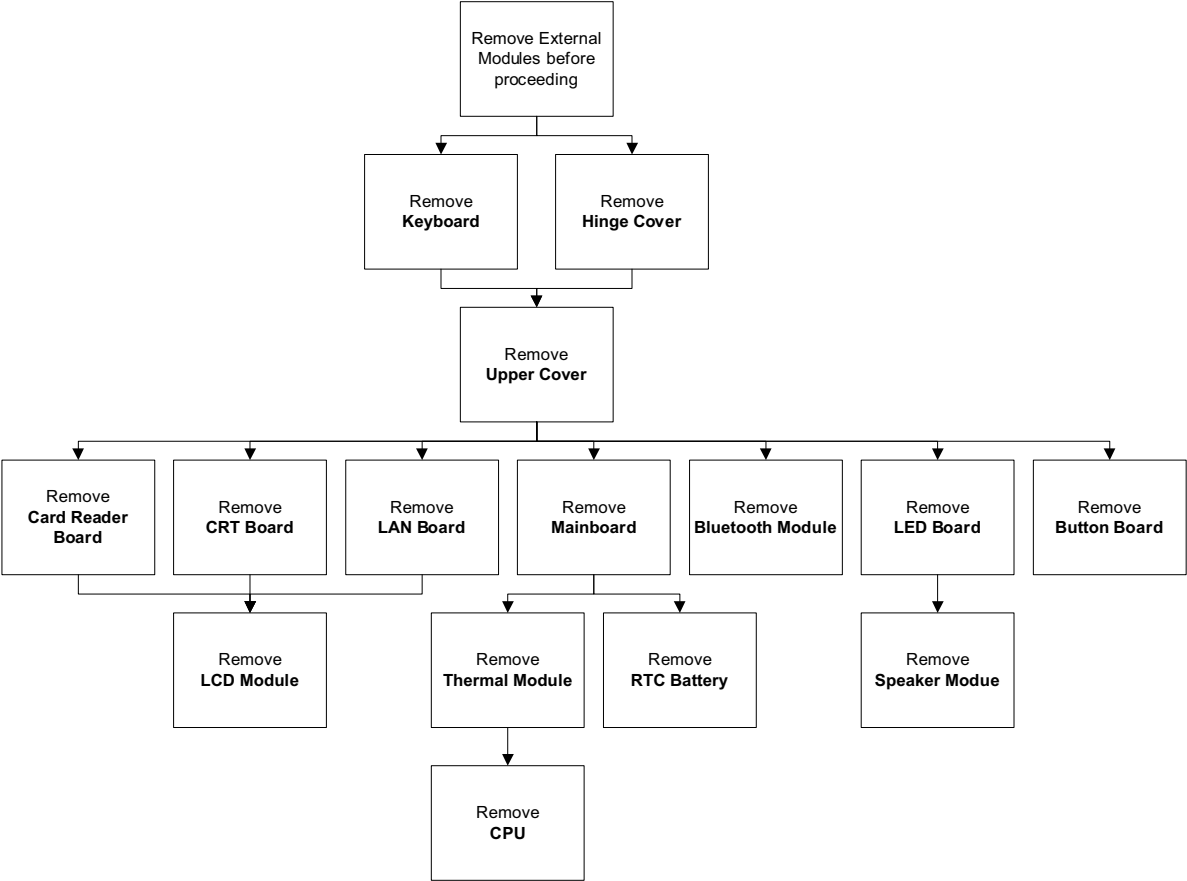 Remove External
Modules before
proceeding
Remove
Keyboard
Remove
Hinge Cover
Remove
Upper Cover
Remove
Card Reader
Board
Remove
CRT Board
Remove
LAN Board
Remove
Mainboard
Remove
Bluetooth Module
Remove
LED Board
Remove
Button Board
Remove
LCD Module
Remove
Thermal Module
Remove
RTC Battery
Remove
Speaker Modue
Remove
CPU